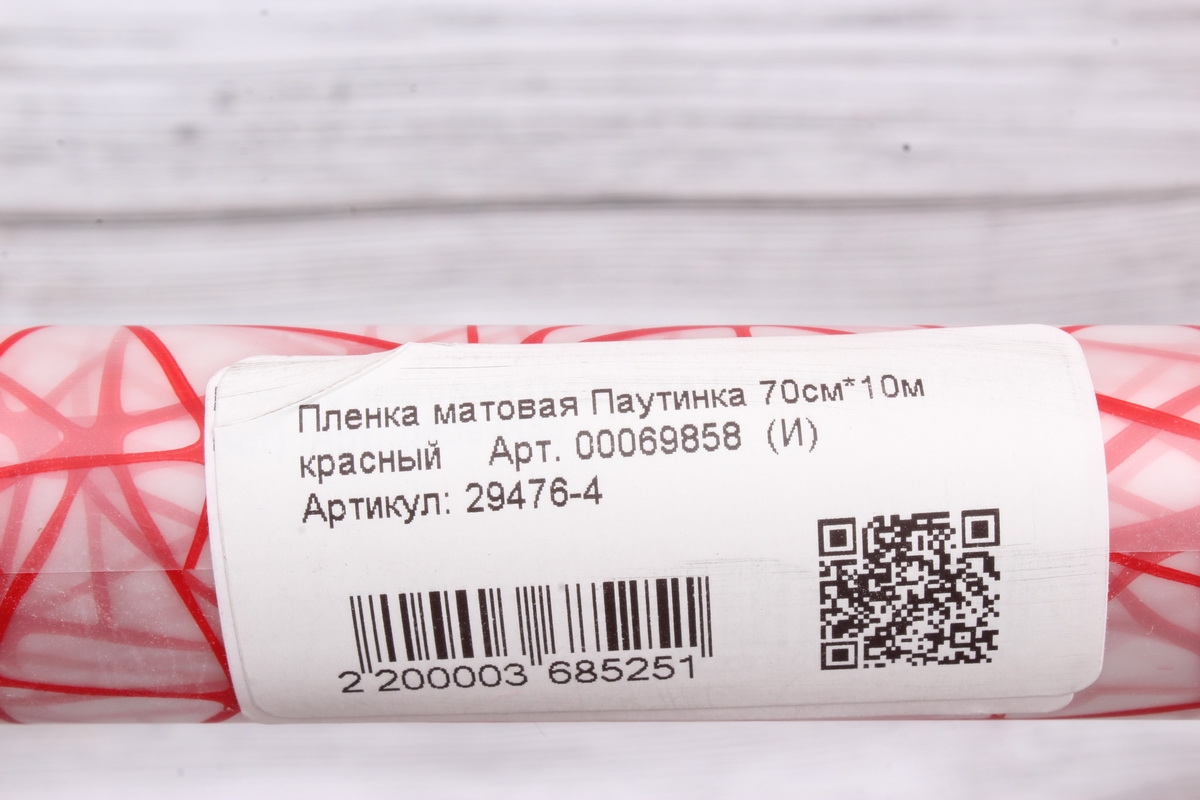 Пленка матовая Паутинка 70см*10м
красный Арт. 00069858 (И)
Артикул: 29476-4
2 200003 685251